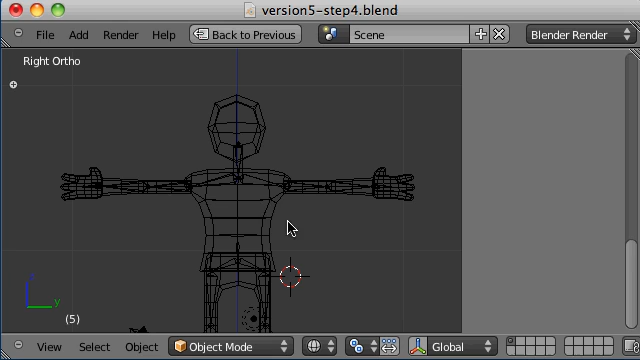 version5-step4.blend
File Add Render Help Back to Previous Scene Blender Render
Right Ortho
y
(5)
View Select Object Object Mode Global